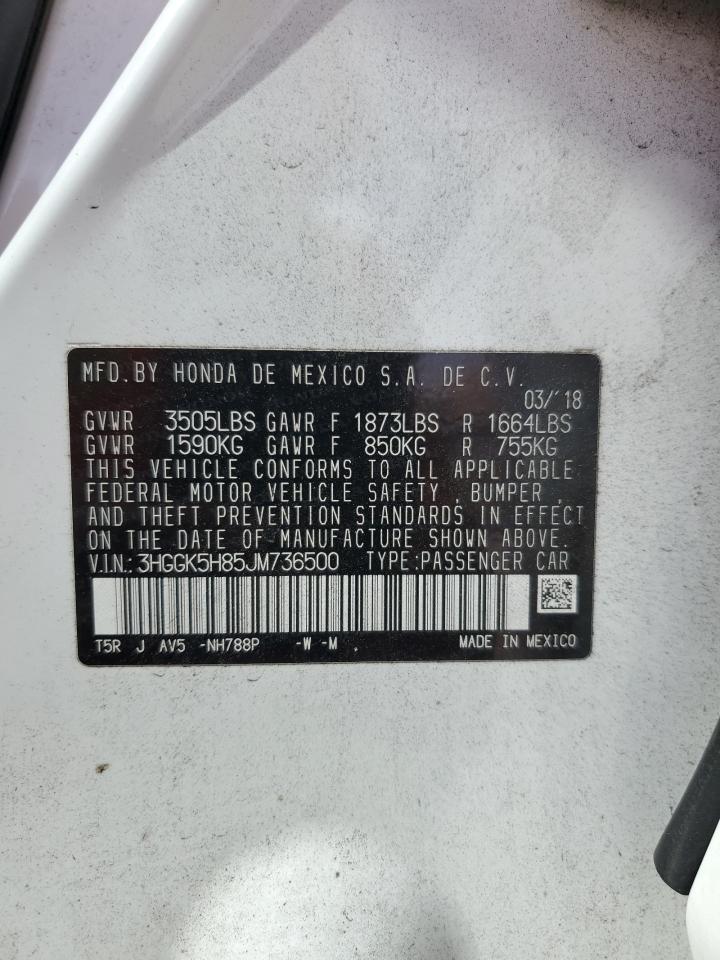 MFD.BY HONDA DE MEXICO S.A. DE C.V.
03/'18
GVWR 3505LBS GAWR F 1873LBS R 1664LBS
GVWR 1590KG GAWR F 850KG R 755KG
THIS VEHICLE CONFORMS TO ALL APPLICABLE
FEDERAL MOTOR VEHICLE SAFETY , BUMPER ,
AND THEFT PREVENTION STANDARDS IN EFFECT
ON THE DATE OF MANUFACTURE SHOWN ABOVE.
V.I.N.: 3HGGK5H85JM736500 TYPE:PASSENGER CAR
T5R J AV5 -NH788P -W -M , MADE IN MEXICO